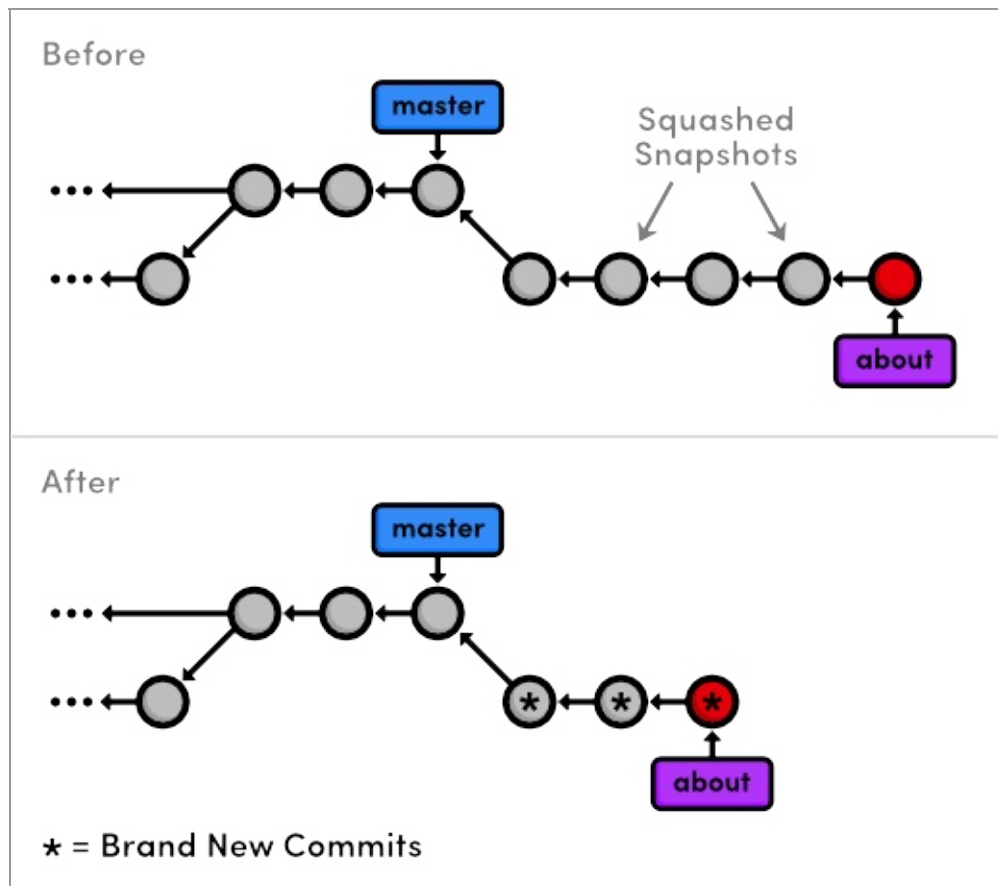 Before
master
Squashed
Snapshots
about
After
master
*
*
*
about
* = Brand New Commits